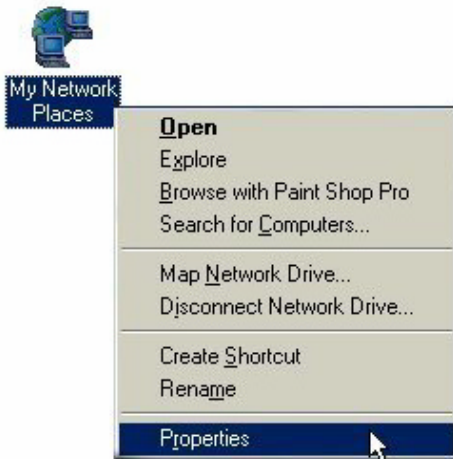 My Network
Places
Open
Explore
Browse with Paint Shop Pro
Search for Computers...
Map Network Drive...
Disconnect Network Drive...
Create Shortcut
Rename
Properties